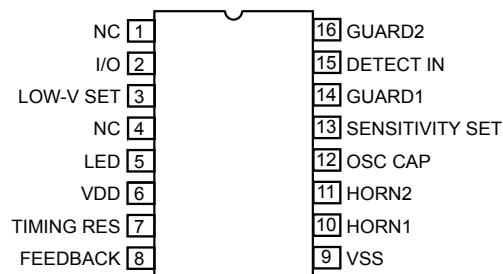 NC 1 16 GUARD2
I/O 2 15 DETECT IN
LOW-V SET 3 14 GUARD1
NC 4 13 SENSITIVITY SET
LED 5 12 OSC CAP
VDD 6 11 HORN2
TIMING RES 7 10 HORN1
FEEDBACK 8 9 VSS